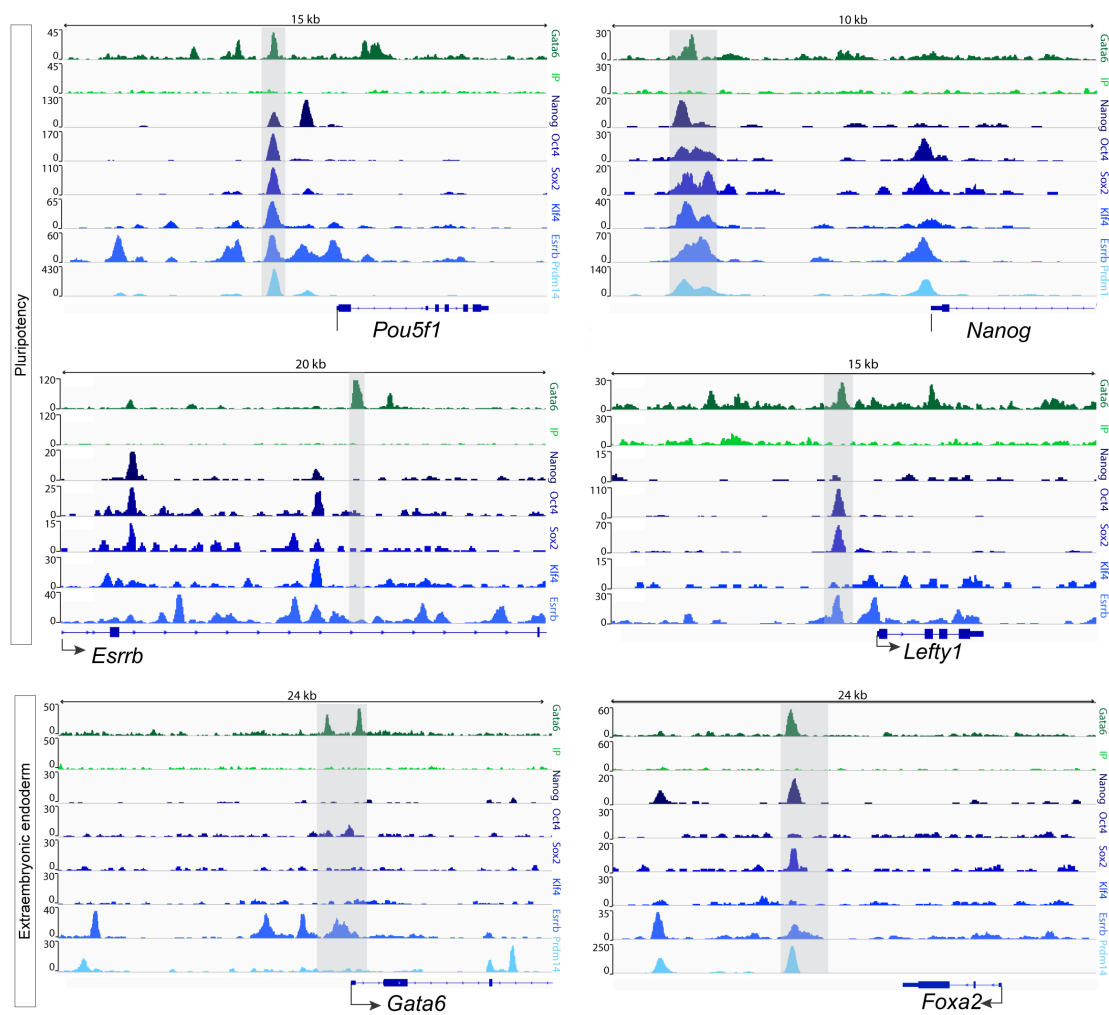 Pluripotency
15 kb
45
0
Gata6
45
0
IP
130
0
Nanog
170
0
Oct4
110
0
Sox2
65
0
Klf4
60
0
Esrrb
430
0
Prdm14
Pou5f1
10 kb
30
0
Gata6
30
0
IP
20
0
Nanog
30
0
Oct4
20
0
Sox2
40
0
Klf4
70
0
Esrrb
140
0
Prdm1
Nanog
20 kb
120
0
Gata6
120
0
IP
20
0
Nanog
25
0
Oct4
15
0
Sox2
30
0
Klf4
40
0
Esrrb
Esrrb
15 kb
30
0
Gata6
30
0
IP
15
0
Nanog
110
0
Oct4
70
0
Sox2
15
0
Klf4
30
0
Esrrb
Lefty1
Extraembryonic endoderm
24 kb
50
0
Gata6
50
0
IP
30
0
Nanog
30
0
Oct4
30
0
Sox2
30
0
Klf4
40
0
Esrrb
30
0
Prdm14
Gata6
24 kb
60
0
Gata6
60
0
IP
20
0
Nanog
30
0
Oct4
20
0
Sox2
30
0
Klf4
35
0
Esrrb
250
0
Prdm14
Foxa2